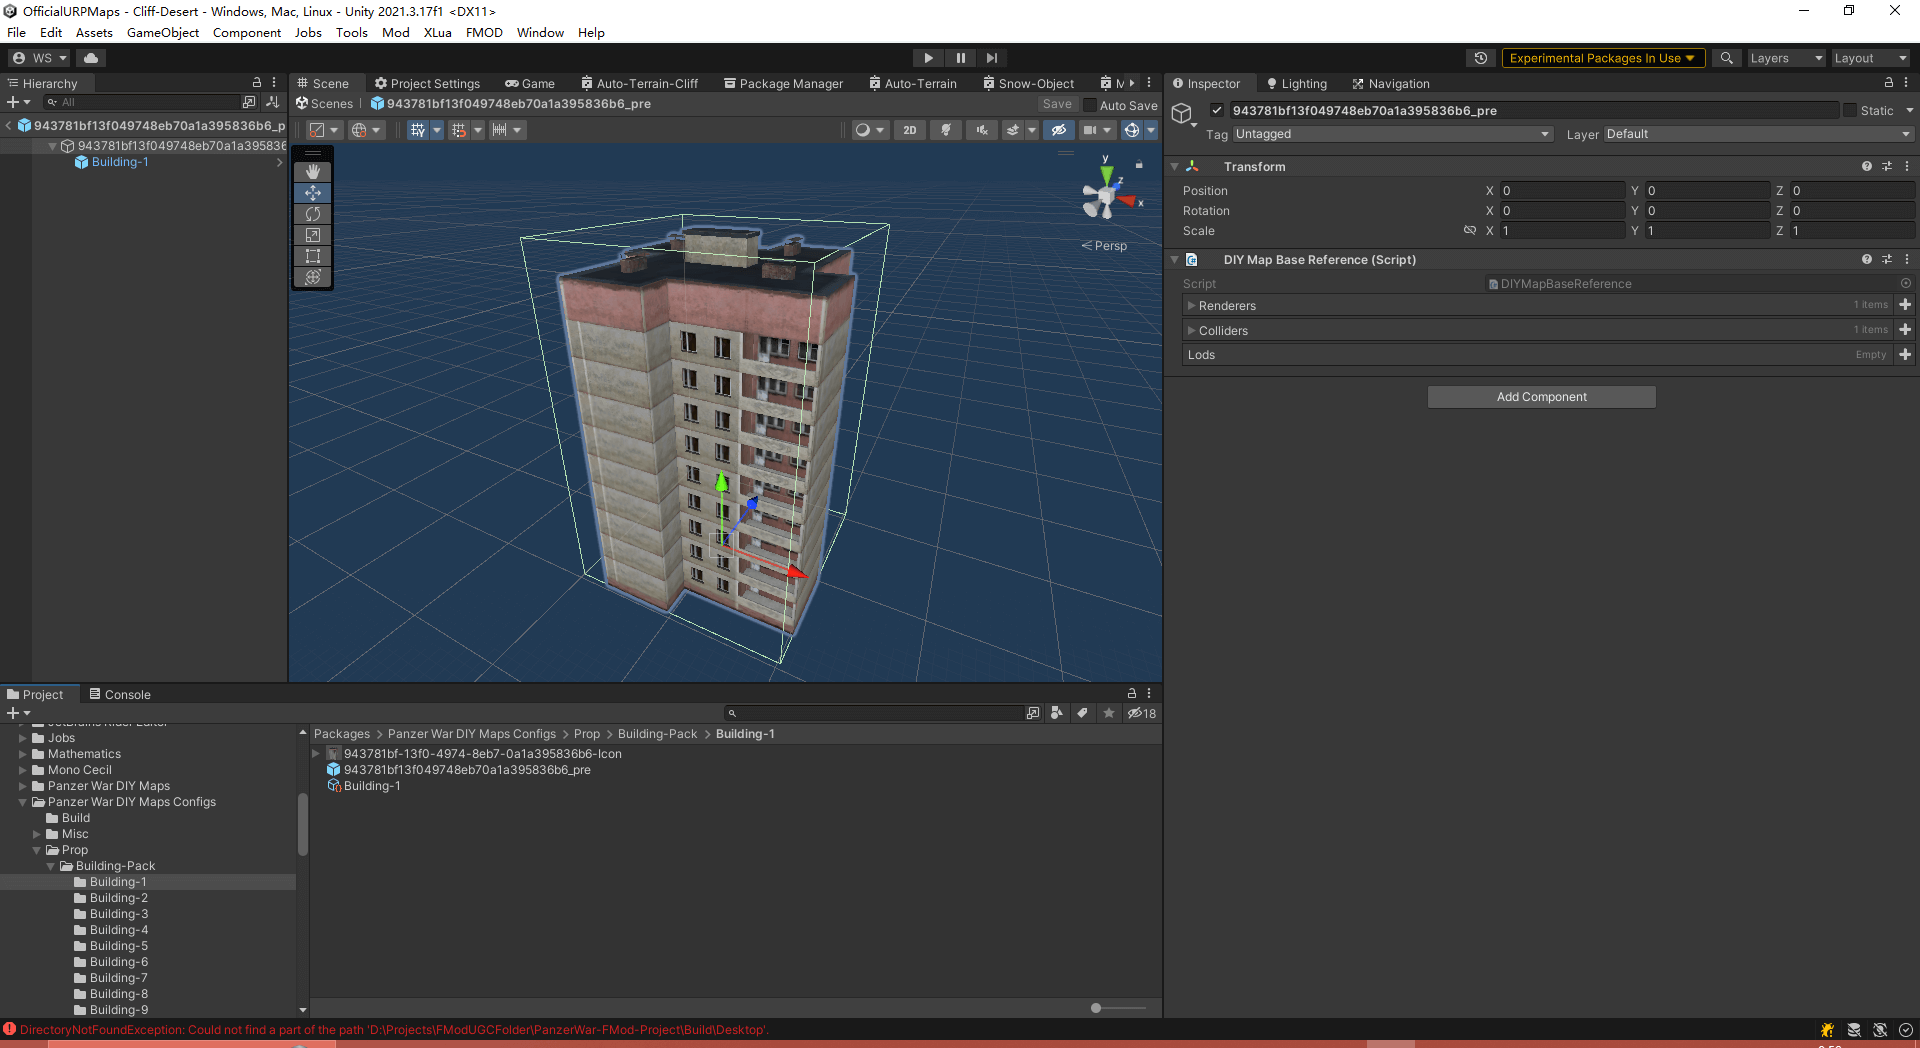 OfficialURPMaps - Cliff-Desert - Windows, Mac, Linux - Unity 2021.3.17f1 <DX11>
File Edit Assets GameObject Component Jobs Tools Mod XLua FMOD Window Help
WS Experimental Packages In Use Layers Layout
Hierarchy
All
943781bf13f049748eb70a1a395836b6_p
943781bf13f049748eb70a1a395836
Building-1
Scene Project Settings Game Auto-Terrain-Cliff Package Manager Auto-Terrain Snow-Object
Scenes 943781bf13f049748eb70a1a395836b6_pre Save Auto Save
2D
y
z
x
Persp
Inspector Lighting Navigation
943781bf13f049748eb70a1a395836b6_pre Static
Tag Untagged Layer Default
Transform
Position X 0 Y 0 Z 0
Rotation X 0 Y 0 Z 0
Scale X 1 Y 1 Z 1
DIY Map Base Reference (Script)
Script DIYMapBaseReference
Renderers 1 items
Colliders 1 items
Lods Empty
Add Component
Project Console
18
Jobs
Mathematics
Mono Cecil
Panzer War DIY Maps
Panzer War DIY Maps Configs
Build
Misc
Prop
Building-Pack
Building-1
Building-2
Building-3
Building-4
Building-5
Building-6
Building-7
Building-8
Building-9
Packages > Panzer War DIY Maps Configs > Prop > Building-Pack > Building-1
943781bf-13f0-4974-8eb7-0a1a395836b6-Icon
943781bf13f049748eb70a1a395836b6_pre
Building-1
DirectoryNotFoundException: Could not find a part of the path 'D:\Projects\FModUGCFolder\PanzerWar-FMod-Project\Build\Desktop'.